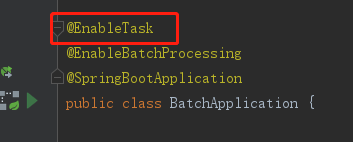 @EnableTask
@EnableBatchProcessing
@SpringBootApplication
public class BatchApplication {